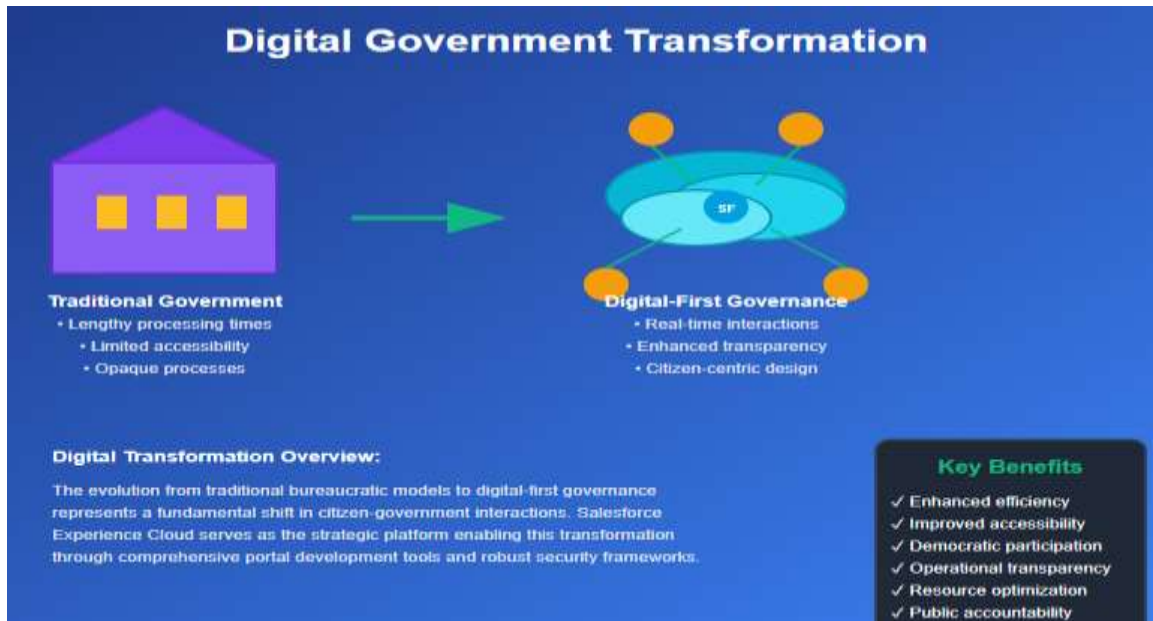 Digital Government Transformation
SF
Traditional Government
• Lengthy processing times
• Limited accessibility
• Opaque processes
Digital-First Governance
• Real-time interactions
• Enhanced transparency
• Citizen-centric design
Digital Transformation Overview:
The evolution from traditional bureaucratic models to digital-first governance
represents a fundamental shift in citizen-government interactions. Salesforce
Experience Cloud serves as the strategic platform enabling this transformation
through comprehensive portal development tools and robust security frameworks.
Key Benefits
✓ Enhanced efficiency
✓ Improved accessibility
✓ Democratic participation
✓ Operational transparency
✓ Resource optimization
✓ Public accountability